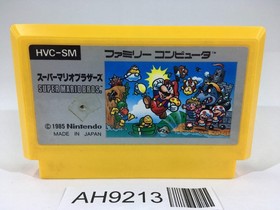 HVC-SM
ファミリー コンピュータ
スーパーマリオブラザーズ
SUPER MARIO BROS.
© 1985 Nintendo
MADE IN JAPAN
AH9213